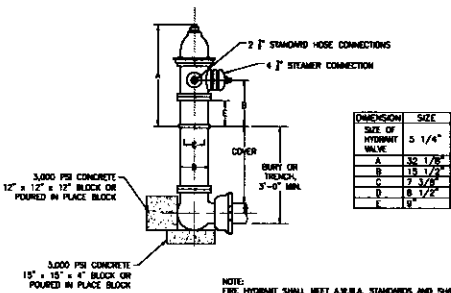 2 ½" STANDARD HOSE CONNECTIONS
4 ½" STEAMER CONNECTION
A
B
E
C
D
COVER
BURY OR
TRENCH,
3'-0" MIN.
3,000 PSI CONCRETE
12" x 12" x 12" BLOCK OR
POURED IN PLACE BLOCK
3,000 PSI CONCRETE
15" x 15" x 4" BLOCK OR
POURED IN PLACE BLOCK
DIMENSION SIZE
SIZE OF
HYDRANT
VALVE
5 1/4"
A 32 1/8"
B 15 1/2"
C 7 3/8"
D 8 1/2"
E 9"
NOTE:
FIRE HYDRANT SHALL MEET A.W.W.A. STANDARDS AND